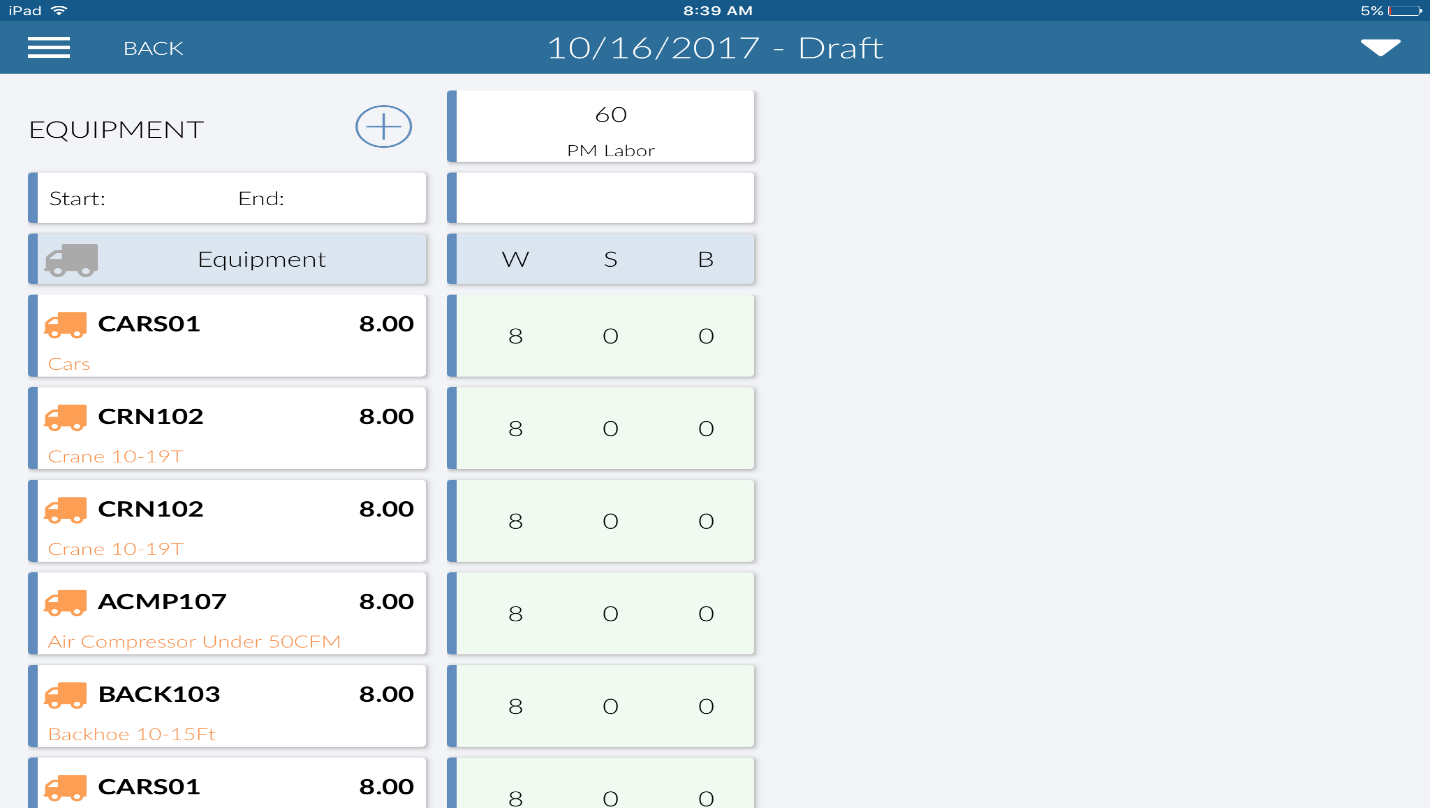 iPad 8:39 AM 5%
BACK 10/16/2017 - Draft
EQUIPMENT
60
PM Labor
Start: End:
Equipment W S B
CARS01 8.00
Cars
8 0 0
CRN102 8.00
Crane 10-19T
8 0 0
CRN102 8.00
Crane 10-19T
8 0 0
ACMP107 8.00
Air Compressor Under 50CFM
8 0 0
BACK103 8.00
Backhoe 10-15Ft
8 0 0
CARS01 8.00
8 0 0